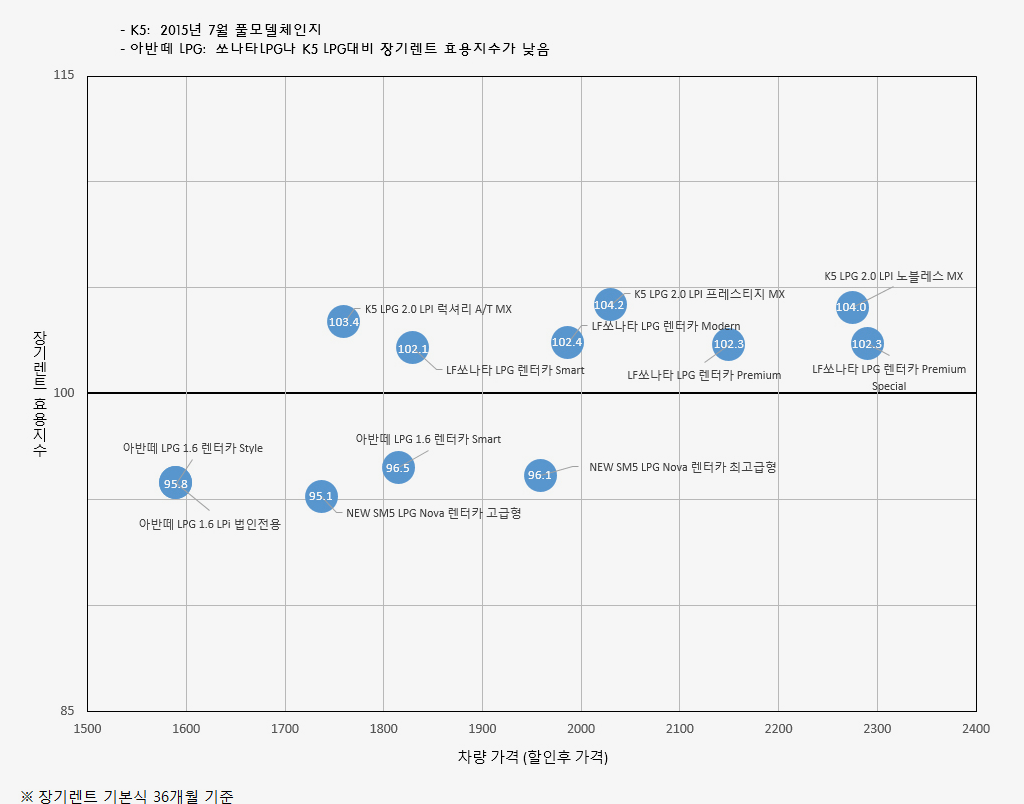 - K5: 2015년 7월 풀모델체인지
- 아반떼 LPG: 쏘나타LPG나 K5 LPG대비 장기렌트 효용지수가 낮음
115
K5 LPG 2.0 LPI 노블레스 MX
K5 LPG 2.0 LPI 프레스티지 MX
104.2
104.0
K5 LPG 2.0 LPI 럭셔리 A/T MX
103.4
LF쏘나타 LPG 렌터카 Modern
102.4
102.3
102.3
102.1
LF쏘나타 LPG 렌터카 Smart
LF쏘나타 LPG 렌터카 Premium
LF쏘나타 LPG 렌터카 Premium
Special
장기렌트 효용지수
100
아반떼 LPG 1.6 렌터카 Smart
아반떼 LPG 1.6 렌터카 Style
96.5
NEW SM5 LPG Nova 렌터카 최고급형
96.1
95.8
95.1
NEW SM5 LPG Nova 렌터카 고급형
아반떼 LPG 1.6 LPi 법인전용
85
1500 1600 1700 1800 1900 2000 2100 2200 2300 2400
차량 가격 (할인후 가격)
※ 장기렌트 기본식 36개월 기준